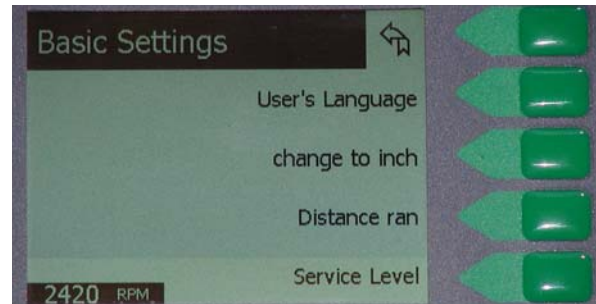 Basic Settings
User's Language
change to inch
Distance ran
Service Level
2420 RPM